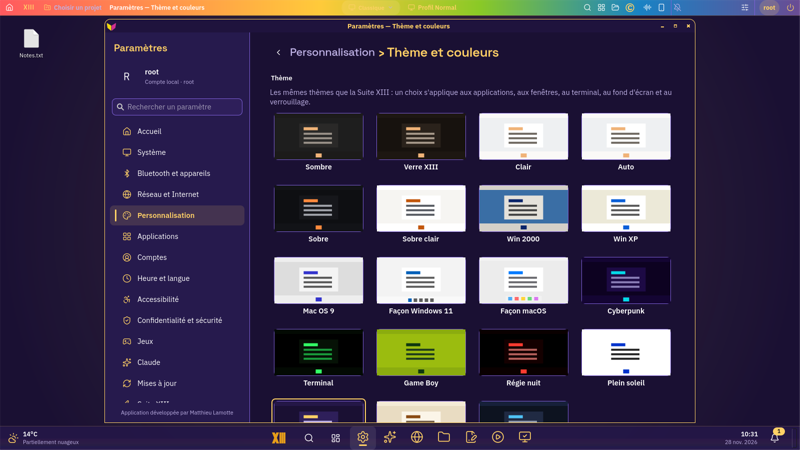 XIII
Choisir un projet
Paramètres — Thème et couleurs
Profil Normal
root
Paramètres — Thème et couleurs
Notes.txt
Paramètres
R
root
Compte local · root
Rechercher un paramètre
Accueil
Système
Bluetooth et appareils
Réseau et Internet
Personnalisation
Applications
Comptes
Heure et langue
Accessibilité
Confidentialité et sécurité
Jeux
Claude
Mises à jour
Application développée par Matthieu Lamotte
Personnalisation > Thème et couleurs
Thème
Les mêmes thèmes que la Suite XIII : un choix s'applique aux applications, aux fenêtres, au terminal, au fond d'écran et au
verrouillage.
Sombre
Verre XIII
Clair
Auto
Sobre
Sobre clair
Win 2000
Win XP
Mac OS 9
Façon Windows 11
Façon macOS
Cyberpunk
Terminal
Game Boy
Régie nuit
Plein soleil
14°C
Partiellement nuageux
XIII
10:31
28 nov. 2026
1